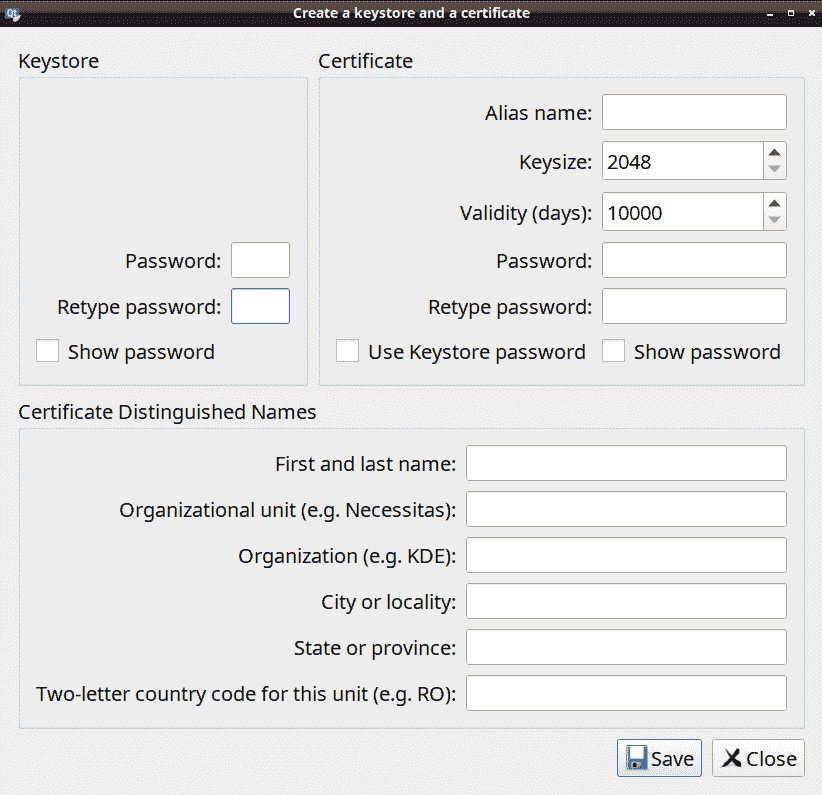 Create a keystore and a certificate
Keystore
Password:
Retype password:
Show password
Certificate
Alias name:
Keysize: 2048
Validity (days): 10000
Password:
Retype password:
Use Keystore password Show password
Certificate Distinguished Names
First and last name:
Organizational unit (e.g. Necessitas):
Organization (e.g. KDE):
City or locality:
State or province:
Two-letter country code for this unit (e.g. RO):
Save Close